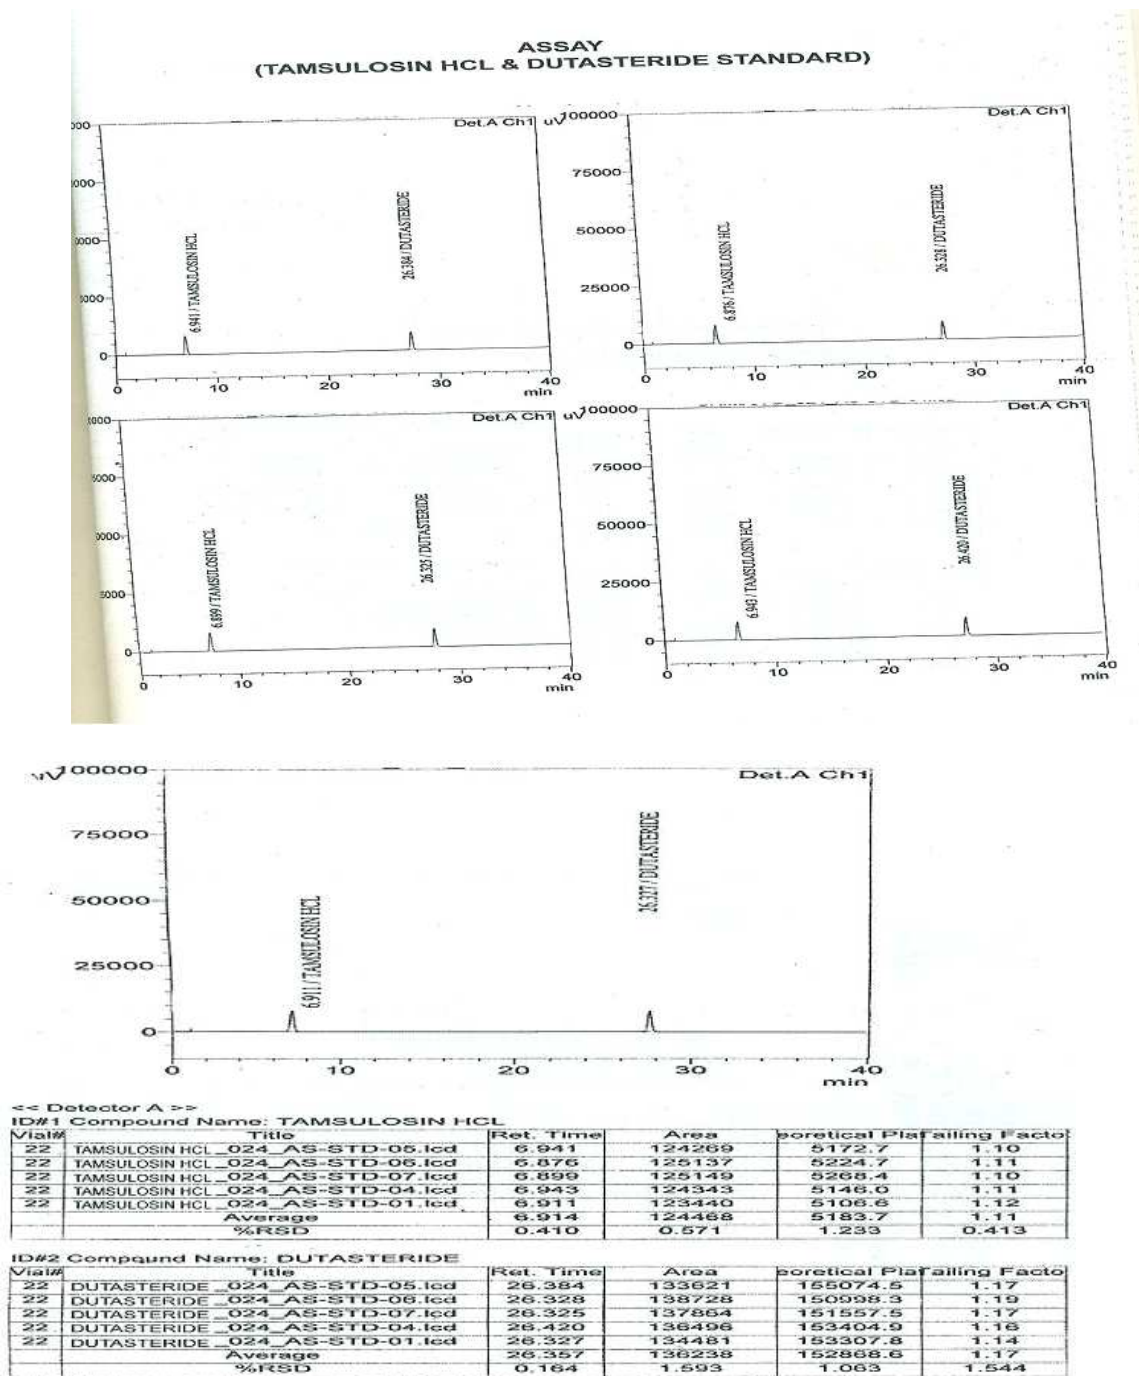 ASSAY
(TAMSULOSIN HCL & DUTASTERIDE STANDARD)
Det.A Ch1
6.941 / TAMSULOSIN HCL
26.384 / DUTASTERIDE
0
0 10 20 30 40
min
uV
100000
Det.A Ch1
75000
50000
25000
0
6.876 / TAMSULOSIN HCL
26.328 / DUTASTERIDE
0 10 20 30 40
min
Det.A Ch1
6.899 / TAMSULOSIN HCL
26.325 / DUTASTERIDE
0
0 10 20 30 40
min
uV
100000
Det.A Ch1
75000
50000
25000
0
6.943 / TAMSULOSIN HCL
26.420 / DUTASTERIDE
0 10 20 30 40
min
uV
100000
Det.A Ch1
75000
50000
25000
0
6.911 / TAMSULOSIN HCL
26.327 / DUTASTERIDE
0 10 20 30 40
min
<< Detector A >>
ID#1 Compound Name: TAMSULOSIN HCL
Vial# Title Ret. Time Area eoretical Plat ailing Facto
22 TAMSULOSIN HCL _024_AS-STD-05.lcd 6.941 124269 5172.7 1.10
22 TAMSULOSIN HCL _024_AS-STD-06.lcd 6.876 125137 5224.7 1.11
22 TAMSULOSIN HCL _024_AS-STD-07.lcd 6.899 125149 5268.4 1.10
22 TAMSULOSIN HCL _024_AS-STD-04.lcd 6.943 124343 5146.0 1.11
22 TAMSULOSIN HCL _024_AS-STD-01.lcd 6.911 123440 5106.6 1.12
Average 6.914 124468 5183.7 1.11
%RSD 0.410 0.571 1.233 0.413
ID#2 Compound Name: DUTASTERIDE
Vial# Title Ret. Time Area eoretical Plat ailing Facto
22 DUTASTERIDE _024_AS-STD-05.lcd 26.384 133621 155074.5 1.17
22 DUTASTERIDE _024_AS-STD-06.lcd 26.328 138728 150998.3 1.19
22 DUTASTERIDE _024_AS-STD-07.lcd 26.325 137864 151557.5 1.17
22 DUTASTERIDE _024_AS-STD-04.lcd 26.420 136496 153404.9 1.16
22 DUTASTERIDE _024_AS-STD-01.lcd 26.327 134481 153307.8 1.14
Average 26.357 136238 152868.6 1.17
%RSD 0.164 1.593 1.063 1.544